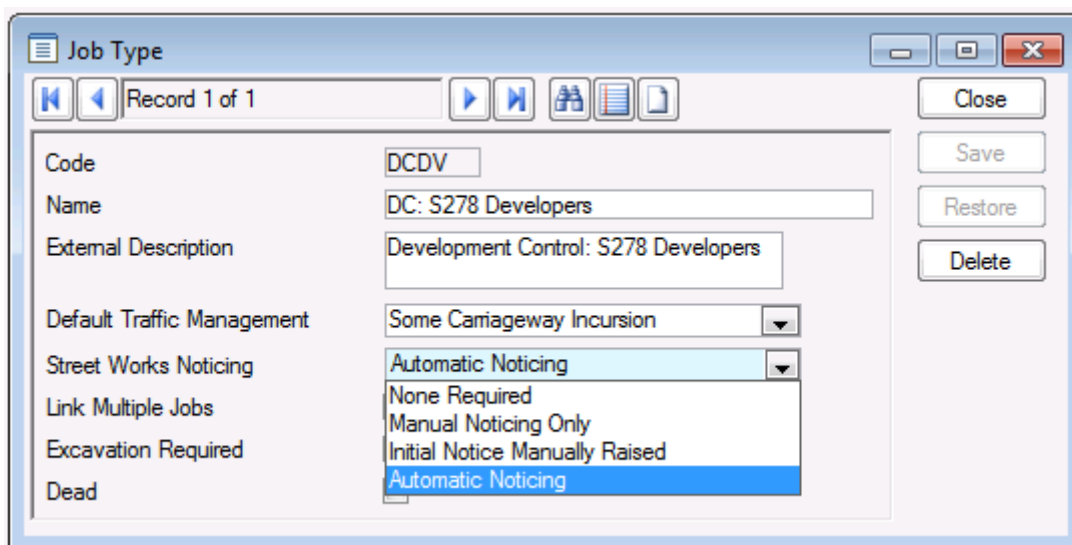 Job Type
Record 1 of 1
Close
Code DCDV
Save
Name DC: S278 Developers
Restore
External Description Development Control: S278 Developers
Delete
Default Traffic Management Some Carriageway Incursion
Street Works Noticing Automatic Noticing
None Required
Link Multiple Jobs
Manual Noticing Only
Excavation Required
Initial Notice Manually Raised
Automatic Noticing
Dead